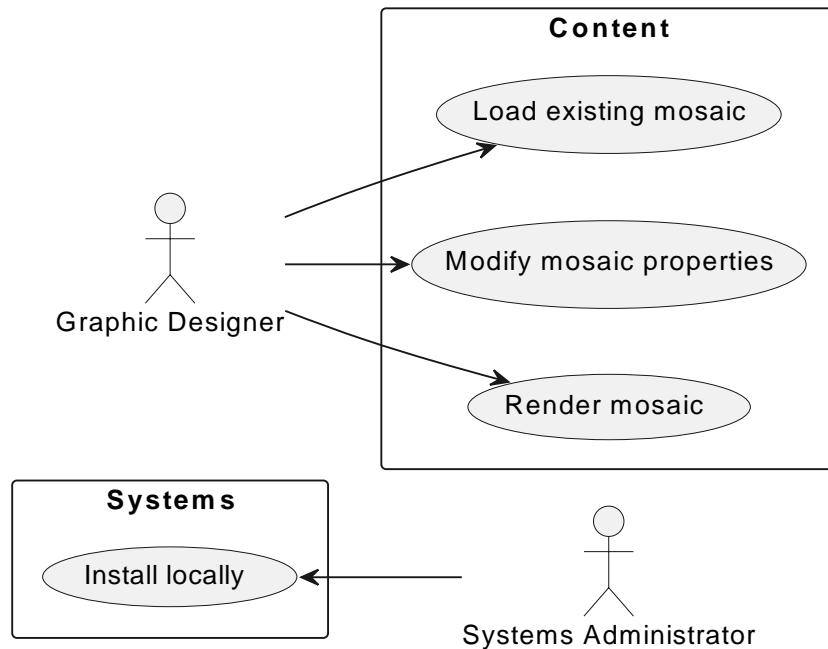 Content
Load existing mosaic
Modify mosaic properties
Graphic Designer
Render mosaic
Systems
Install locally
Systems Administrator